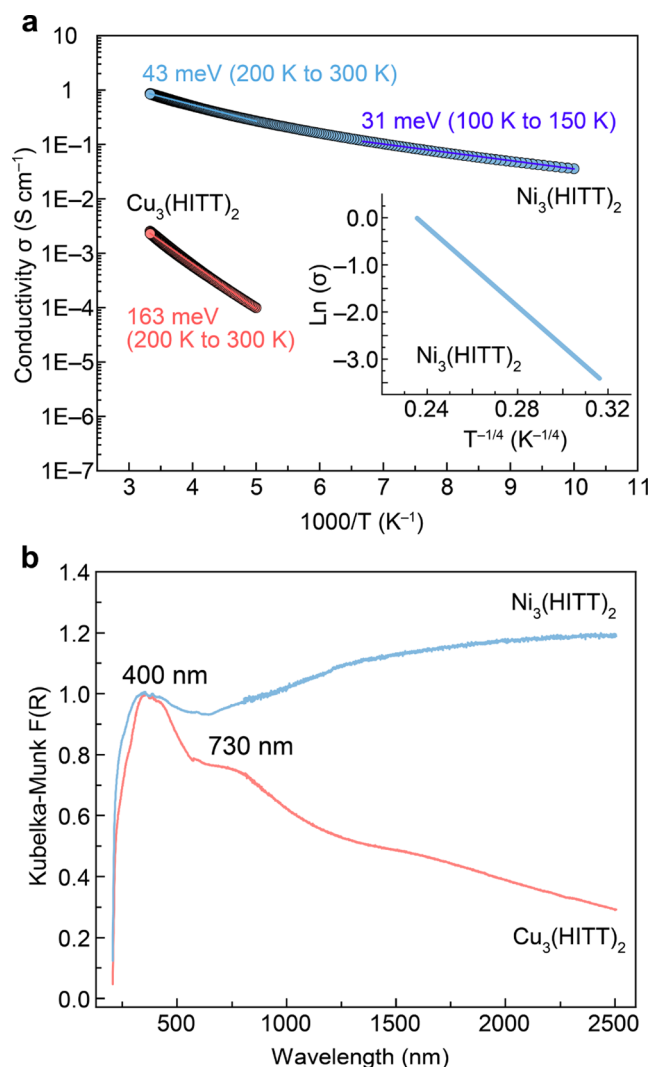 a
Conductivity σ (S cm⁻¹)
10
1
1E−1
1E−2
1E−3
1E−4
1E−5
1E−6
1E−7
43 meV (200 K to 300 K)
31 meV (100 K to 150 K)
Ni₃(HITT)₂
Cu₃(HITT)₂
163 meV
(200 K to 300 K)
Ln (σ)
0.0
−1.0
−2.0
−3.0
Ni₃(HITT)₂
0.24 0.28 0.32
T⁻¹/⁴ (K⁻¹/⁴)
3 4 5 6 7 8 9 10 11
1000/T (K⁻¹)
b
Kubelka-Munk F(R)
1.4
1.2
1.0
0.8
0.6
0.4
0.2
0.0
Ni₃(HITT)₂
400 nm
730 nm
Cu₃(HITT)₂
500 1000 1500 2000 2500
Wavelength (nm)